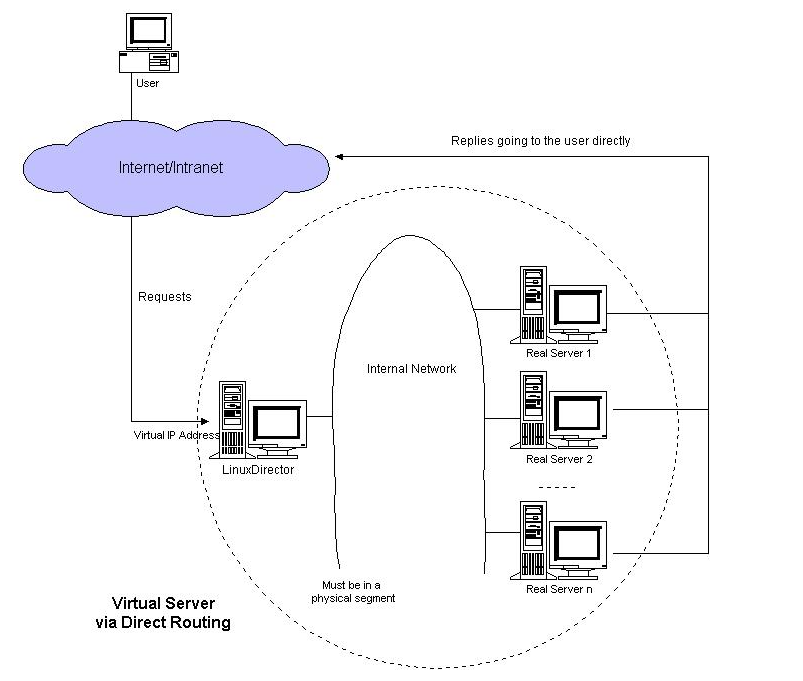 User
Replies going to the user directly
Internet/Intranet
Requests
Real Server 1
Internal Network
Virtual IP Address
Real Server 2
LinuxDirector
Must be in a
physical segment
Real Server n
Virtual Server
via Direct Routing